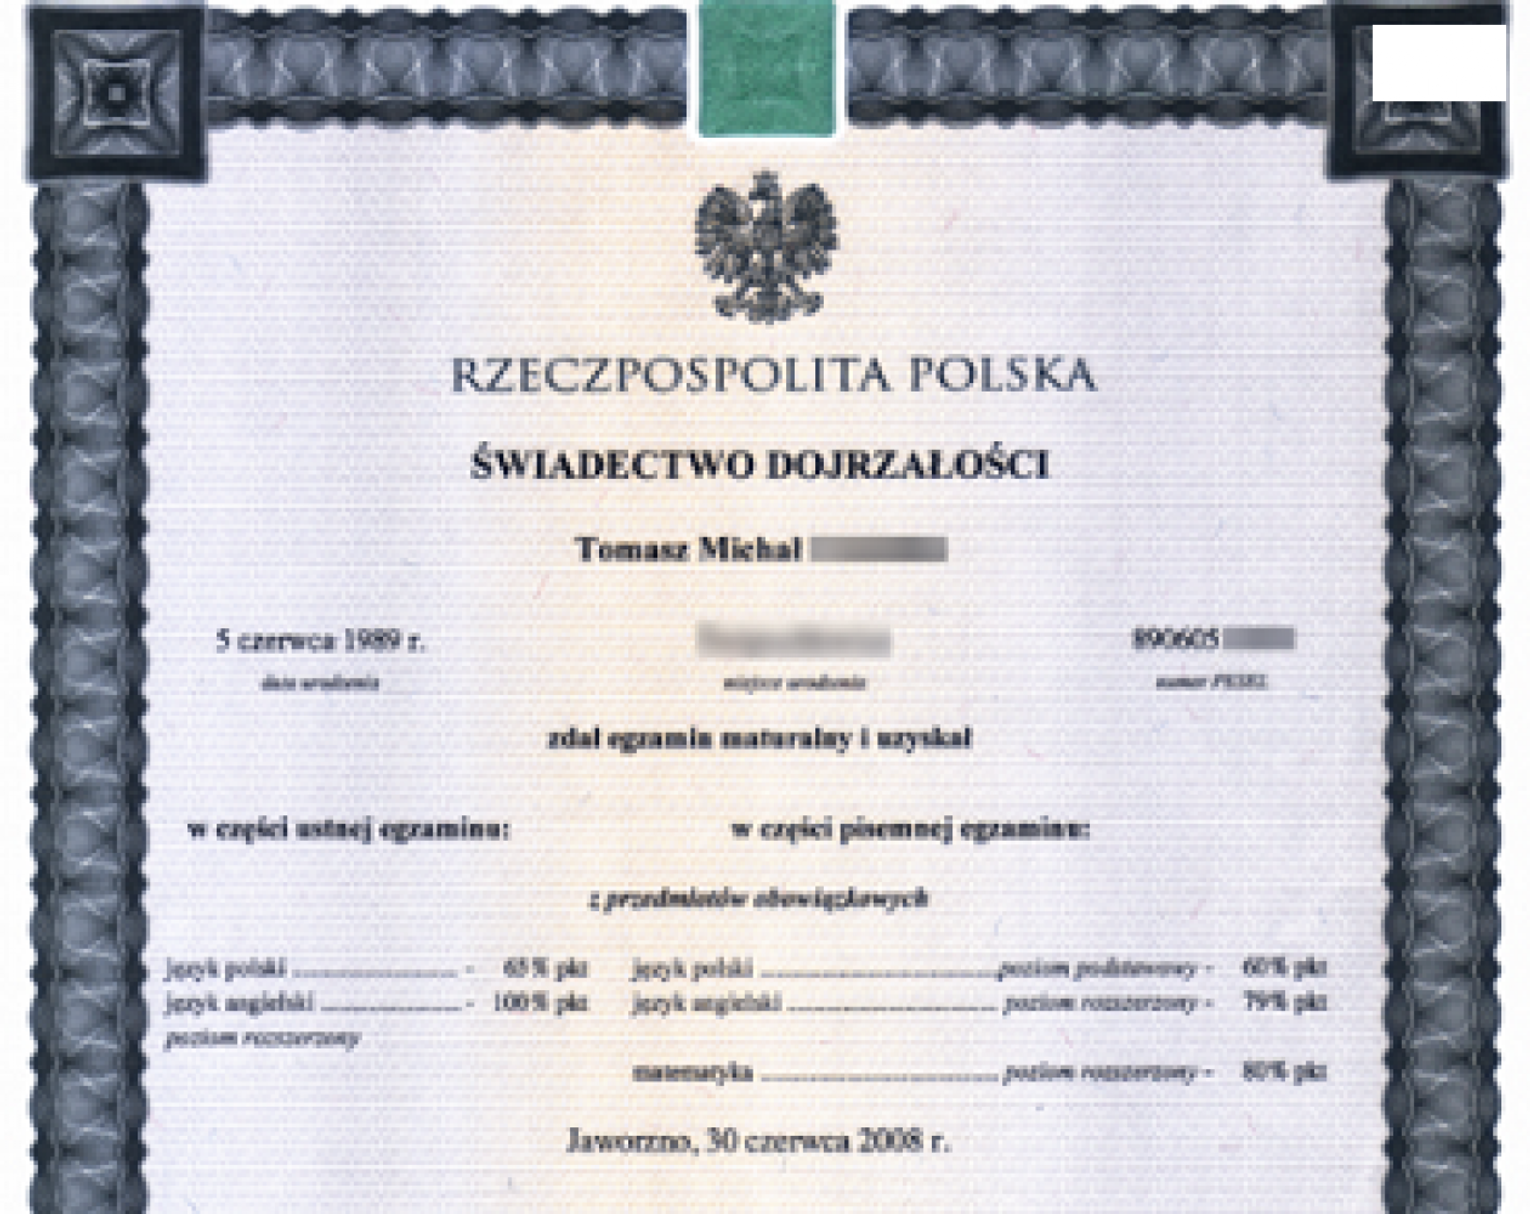 RZECZPOSPOLITA POLSKA
ŚWIADECTWO DOJRZAŁOŚCI
Tomasz Michał
5 czerwca 1989 r. 890605
data urodzenia miejsce urodzenia numer PESEL
zdał egzamin maturalny i uzyskał
w części ustnej egzaminu: w części pisemnej egzaminu:
z przedmiotów obowiązkowych
język polski - 65% pkt język polski poziom podstawowy - 60% pkt
język angielski - 100% pkt język angielski poziom rozszerzony - 79% pkt
poziom rozszerzony
matematyka poziom rozszerzony - 80% pkt
Jaworzno, 30 czerwca 2008 r.